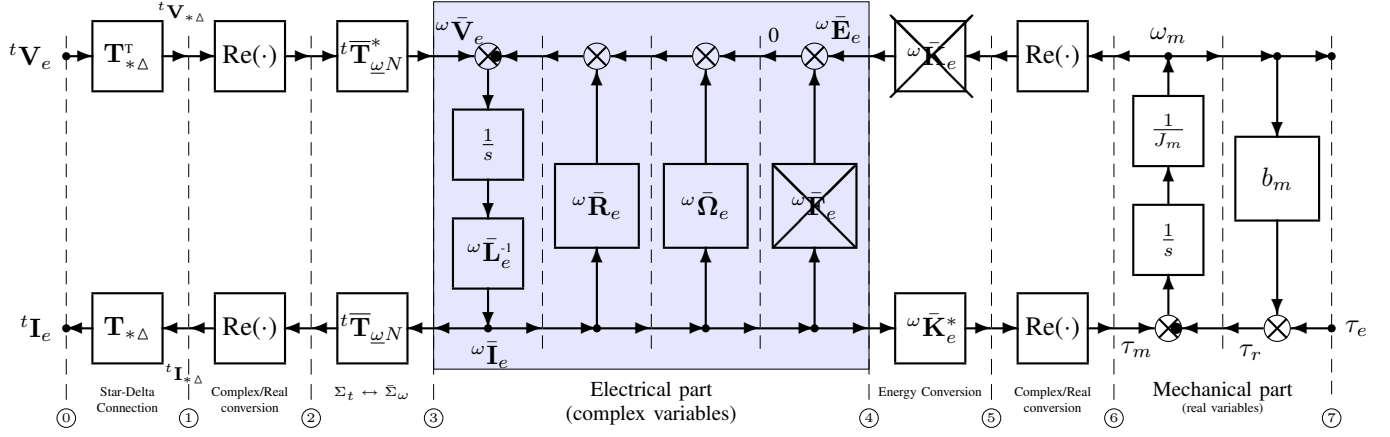 ᵗV_{*Δ}
ᵗV_e
T^T_{*Δ}
Re(·)
ᵗT̅*_{ωN}
ωV̄_e
0
ωĒ_e
ωK̄_e
Re(·)
ω_m
1/s
1/J_m
ωR̄_e
ωΩ̄_e
ωF̄_e
b_m
ωL̄_e^{-1}
1/s
ᵗI_e
T_{*Δ}
Re(·)
ᵗT̅_{ωN}
ωK̄*_e
Re(·)
τ_e
ᵗI_{*Δ}
ωĪ_e
τ_m
τ_r
Star-Delta
Connection
Complex/Real
conversion
Σ_t ↔ Σ̄_ω
Electrical part
(complex variables)
Energy Conversion
Complex/Real
conversion
Mechanical part
(real variables)
⓪ ① ② ③ ④ ⑤ ⑥ ⑦